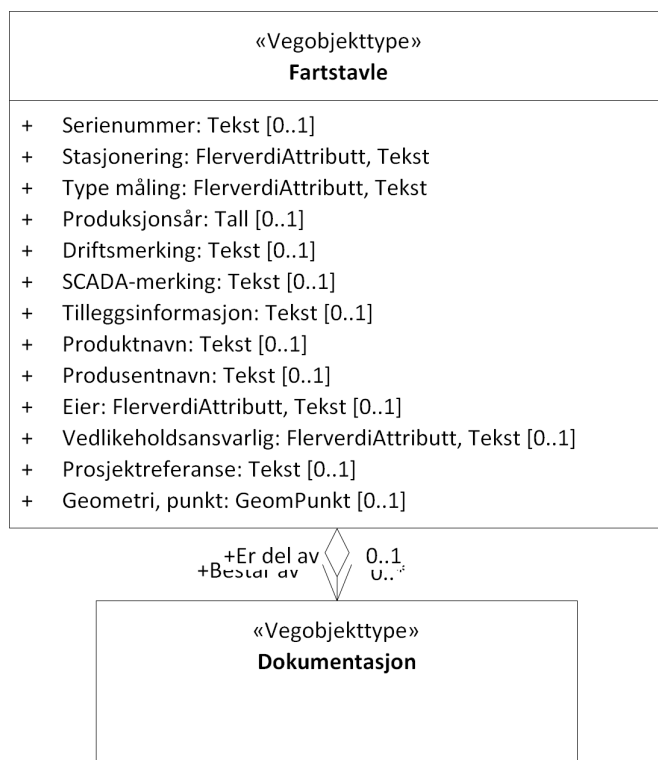 «Vegobjekttype»
Fartstavle
+ Serienummer: Tekst [0..1]
+ Stasjonering: FlerverdiAttributt, Tekst
+ Type måling: FlerverdiAttributt, Tekst
+ Produksjonsår: Tall [0..1]
+ Driftsmerking: Tekst [0..1]
+ SCADA-merking: Tekst [0..1]
+ Tilleggsinformasjon: Tekst [0..1]
+ Produktnavn: Tekst [0..1]
+ Produsentnavn: Tekst [0..1]
+ Eier: FlerverdiAttributt, Tekst [0..1]
+ Vedlikeholdsansvarlig: FlerverdiAttributt, Tekst [0..1]
+ Prosjektreferanse: Tekst [0..1]
+ Geometri, punkt: GeomPunkt [0..1]
+Er del av 0..1
+Består av 0..*
«Vegobjekttype»
Dokumentasjon